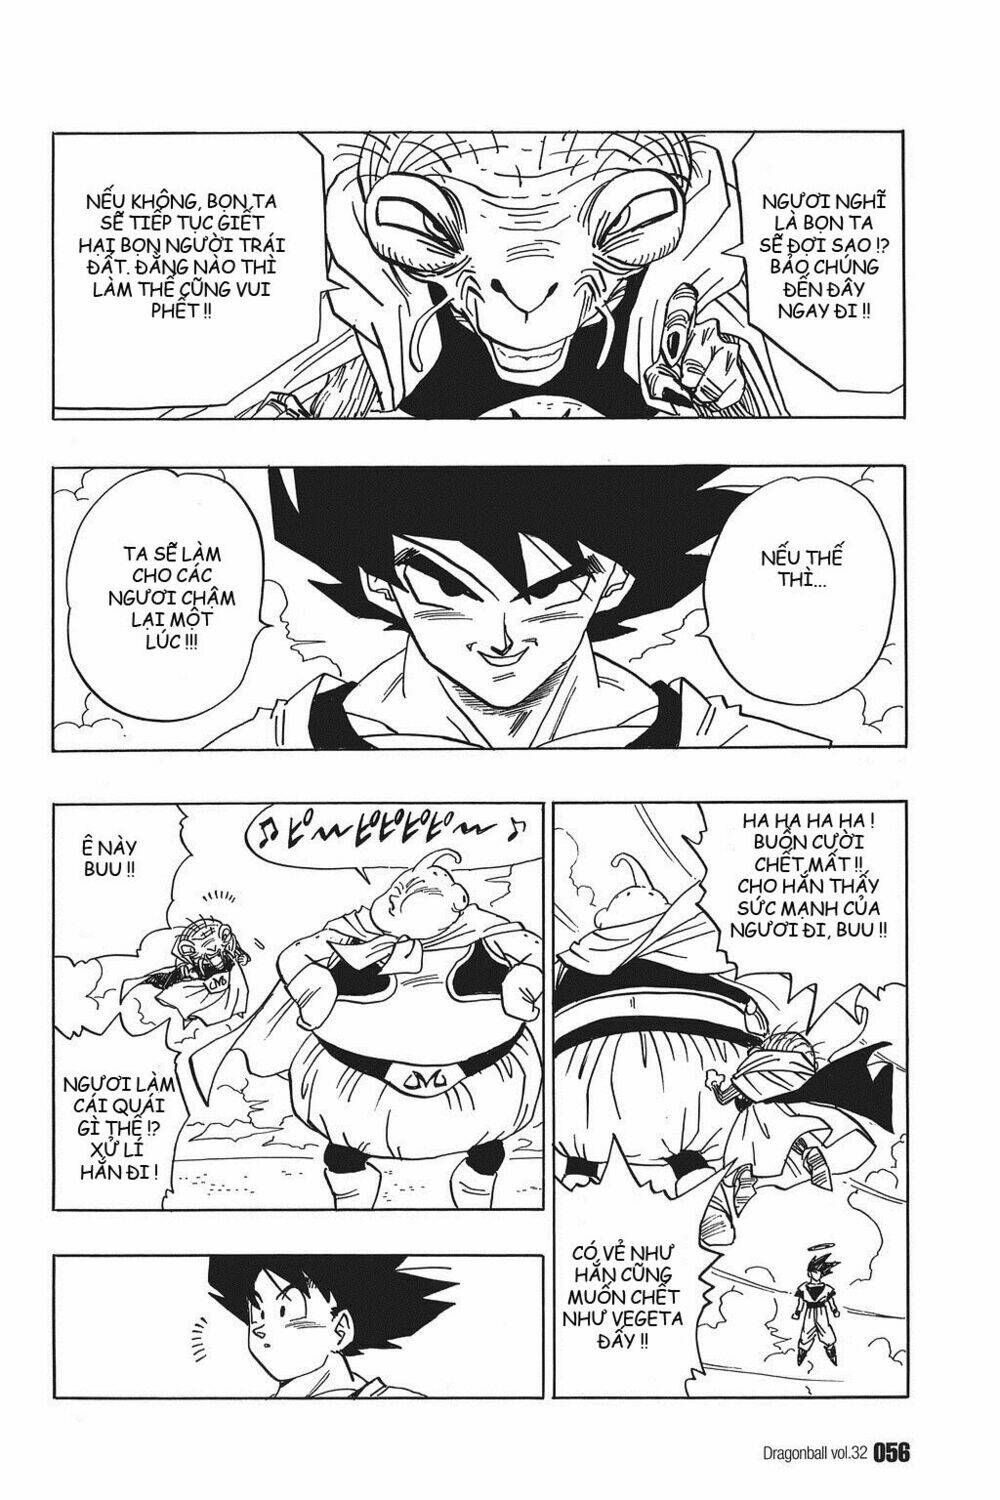 NGƯƠI NGHĨ
LÀ BỌN TA
SẼ ĐỢI SAO !?
BẢO CHÚNG
ĐẾN ĐÂY
NGAY ĐI !!
NẾU KHÔNG, BỌN TA
SẼ TIẾP TỤC GIẾT
HẠI BỌN NGƯỜI TRÁI
ĐẤT. ĐẰNG NÀO THÌ
LÀM THẾ CŨNG VUI
PHẾT !!
NẾU THẾ
THÌ...
TA SẼ LÀM
CHO CÁC
NGƯƠI CHẬM
LẠI MỘT
LÚC !!!
HA HA HA HA !
BUỒN CƯỜI
CHẾT MẤT !!
CHO HẮN THẤY
SỨC MẠNH CỦA
NGƯƠI ĐI, BUU !!
CÓ VẺ NHƯ
HẮN CŨNG
MUỐN CHẾT
NHƯ VEGETA
ĐẤY !!
♪ピ〜ピピピピ〜♪
Ê NÀY
BUU !!
NGƯƠI LÀM
CÁI QUÁI
GÌ THẾ !?
XỬ LÍ
HẮN ĐI !
Dragonball vol.32 056